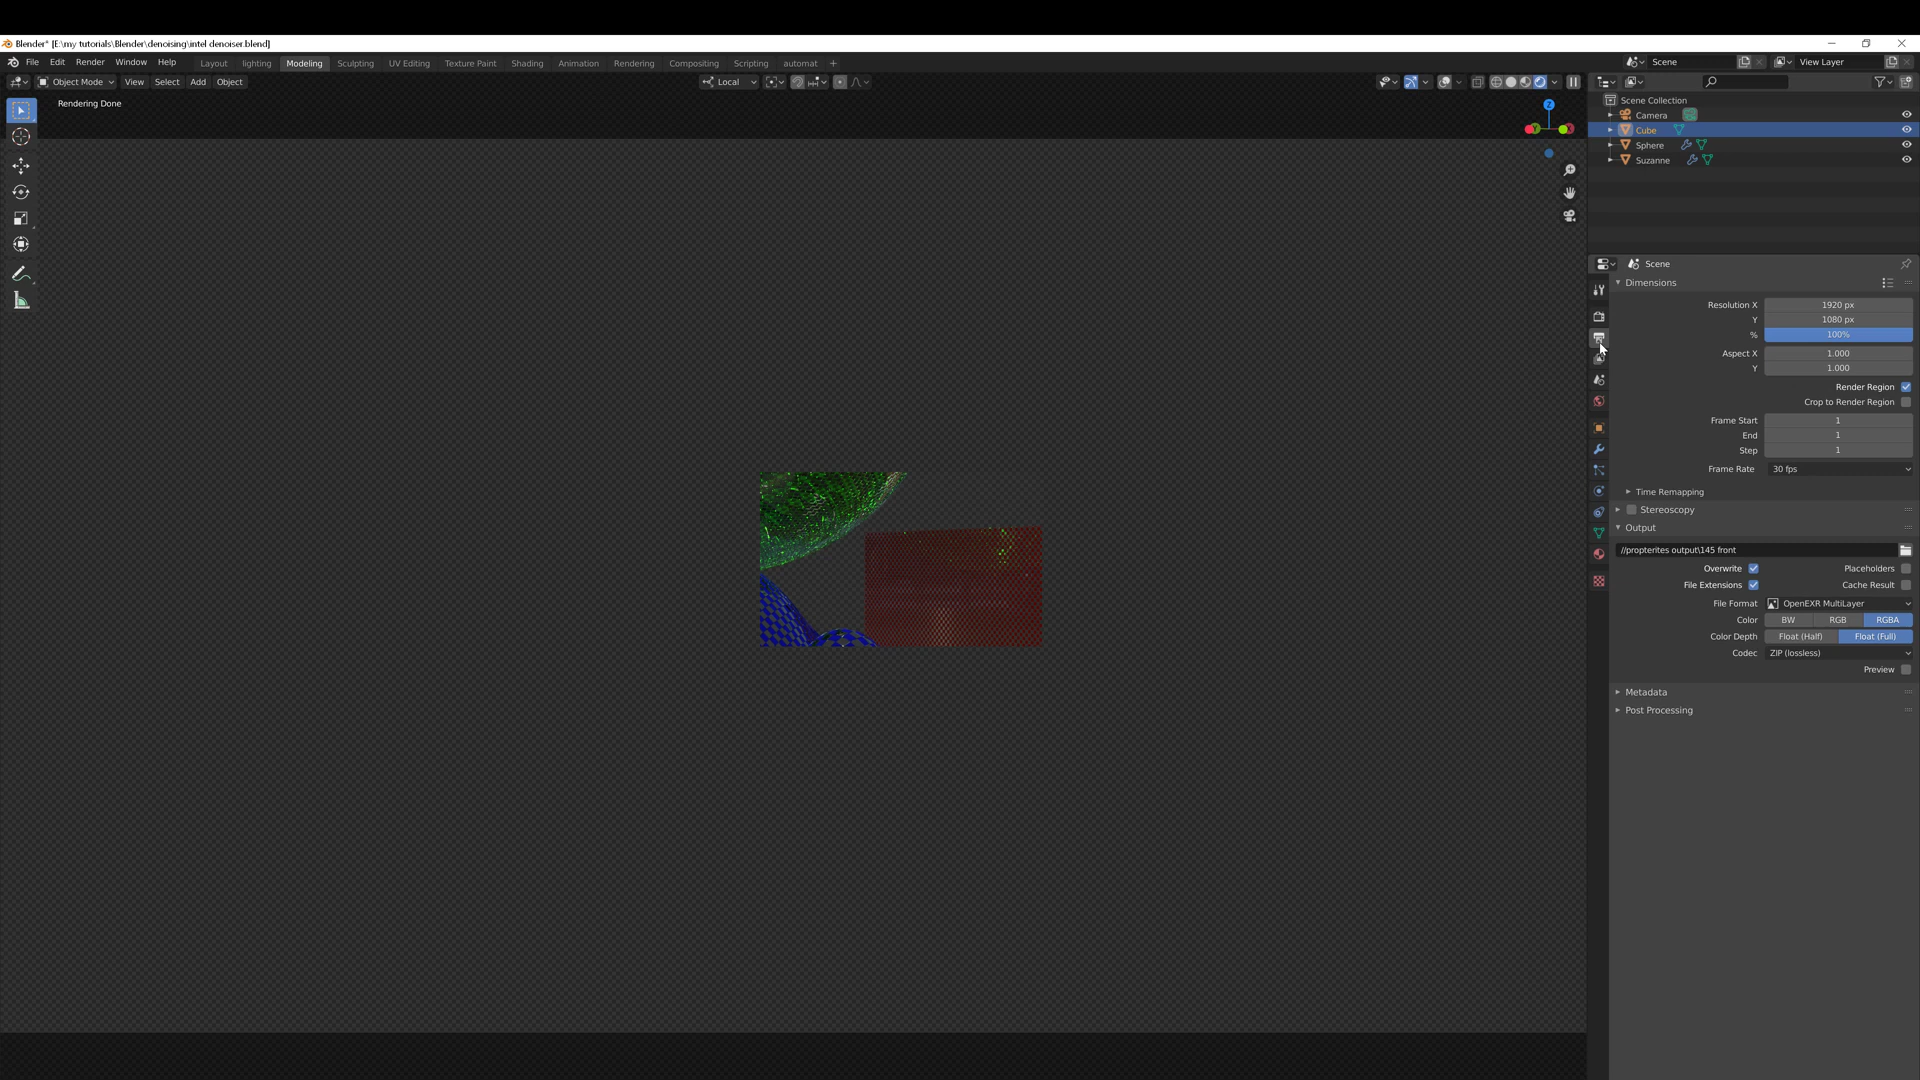 Blender* [E:\my tutorials\Blender\denoising\intel denoiser.blend]
File Edit Render Window Help Layout lighting Modeling Sculpting UV Editing Texture Paint Shading Animation Rendering Compositing Scripting automat + Scene View Layer
Object Mode View Select Add Object Local
Rendering Done
Z
Scene Collection
Camera
Cube
Sphere
Suzanne
Scene
Dimensions
Resolution X 1920 px
Y 1080 px
% 100%
Aspect X 1.000
Y 1.000
Render Region
Crop to Render Region
Frame Start 1
End 1
Step 1
Frame Rate 30 fps
Time Remapping
Stereoscopy
Output
//propterites output\145 front
Overwrite Placeholders
File Extensions Cache Result
File Format OpenEXR MultiLayer
Color BW RGB RGBA
Color Depth Float (Half) Float (Full)
Codec ZIP (lossless)
Preview
Metadata
Post Processing